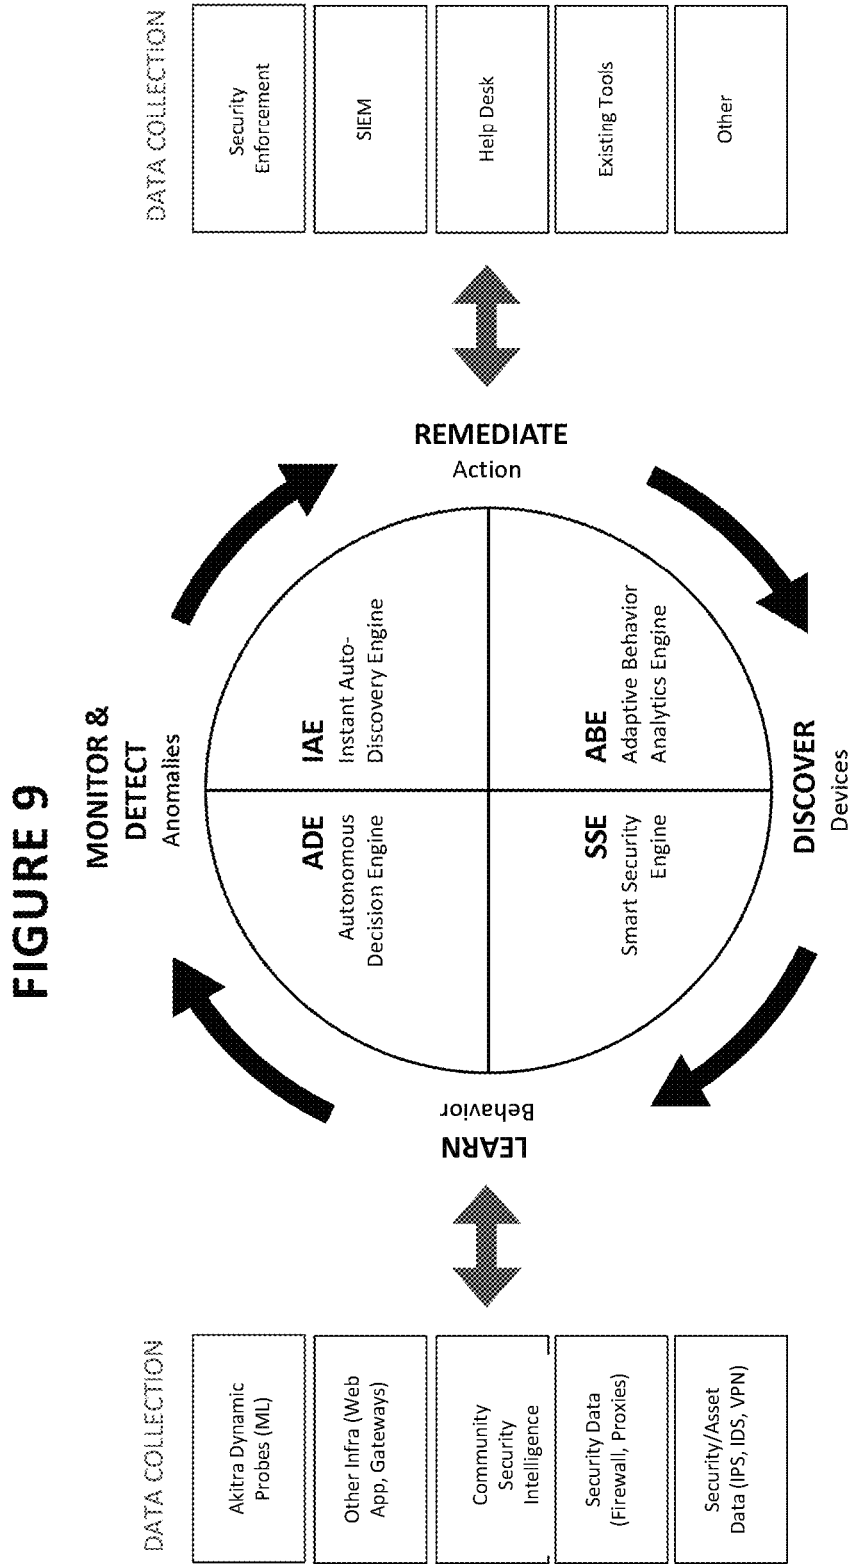 FIGURE 9
DATA COLLECTION
Akitra Dynamic
Probes (ML)
Other Infra (Web
App, Gateways)
Community
Security
Intelligence
Security Data
(Firewall, Proxies)
Security/Asset
Data (IPS, IDS, VPN)
LEARN
Behavior
MONITOR &
DETECT
Anomalies
ADE
Autonomous
Decision Engine
IAE
Instant Auto-
Discovery Engine
SSE
Smart Security
Engine
ABE
Adaptive Behavior
Analytics Engine
DISCOVER
Devices
REMEDIATE
Action
DATA COLLECTION
Security
Enforcement
SIEM
Help Desk
Existing Tools
Other